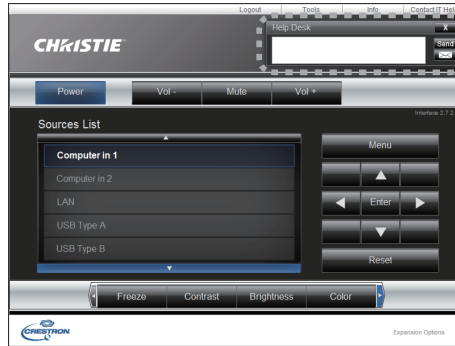 Logout Tools Info Contact IT Hel
Help Desk X
CHRISTIE
Send
Power Vol - Mute Vol +
Interface 2.7.2
Sources List
Computer in 1
Menu
Computer in 2
LAN
Enter
USB Type A
USB Type B
Reset
Freeze Contrast Brightness Color
CRESTRON
Expansion Options